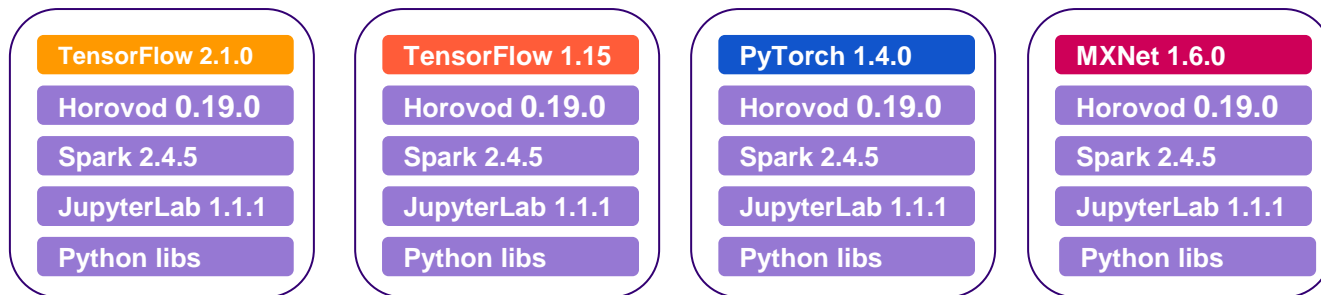 TensorFlow 2.1.0
Horovod 0.19.0
Spark 2.4.5
JupyterLab 1.1.1
Python libs
TensorFlow 1.15
Horovod 0.19.0
Spark 2.4.5
JupyterLab 1.1.1
Python libs
PyTorch 1.4.0
Horovod 0.19.0
Spark 2.4.5
JupyterLab 1.1.1
Python libs
MXNet 1.6.0
Horovod 0.19.0
Spark 2.4.5
JupyterLab 1.1.1
Python libs